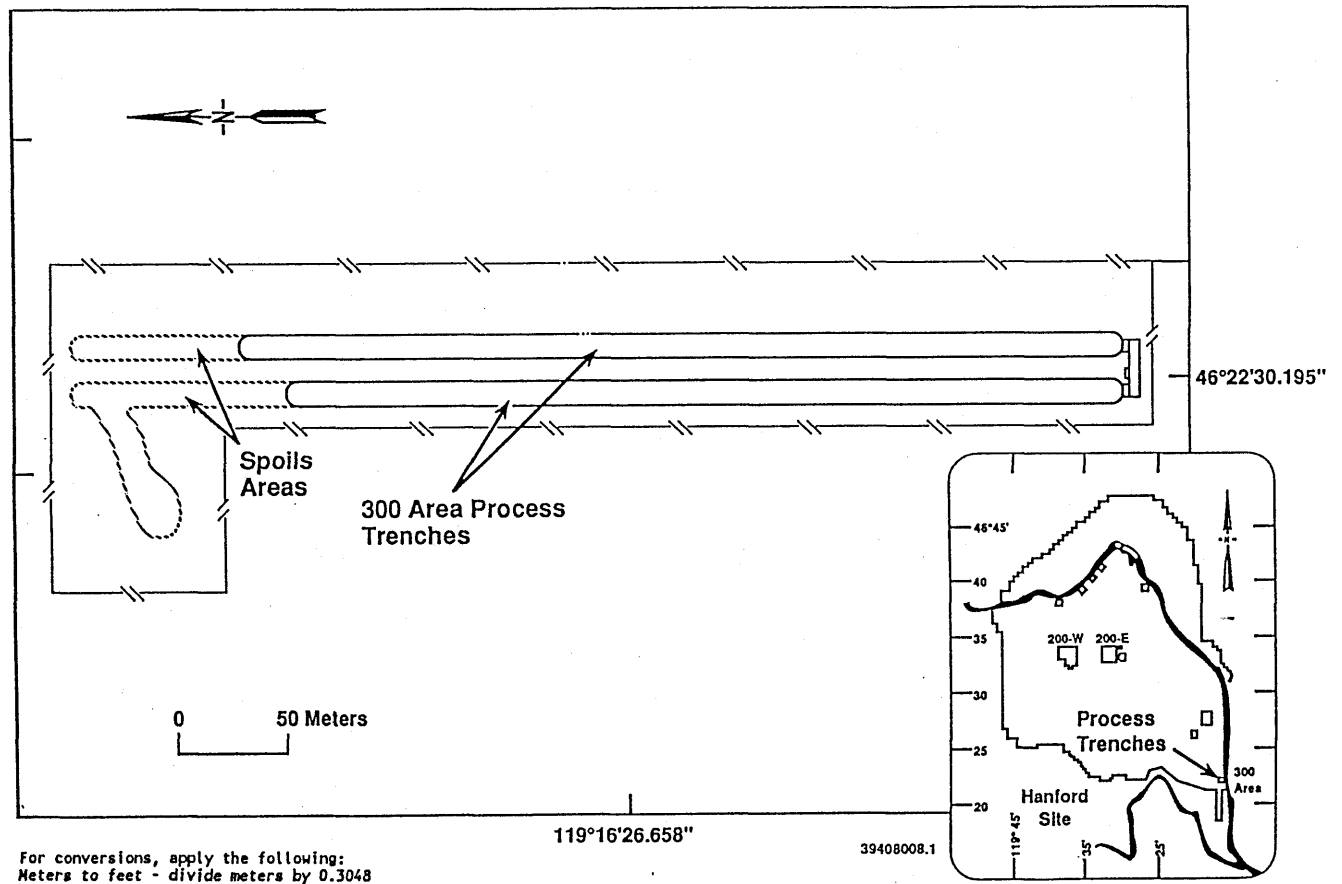 N
46°22'30.195"
Spoils
Areas
300 Area Process
Trenches
0 50 Meters
119°16'26.658"
39408008.1
For conversions, apply the following:
Meters to feet - divide meters by 0.3048
46°45'
40
35
30
25
20
200-W 200-E
Process
Trenches
300
Area
Hanford
Site
119° 45'
35'
25'
N